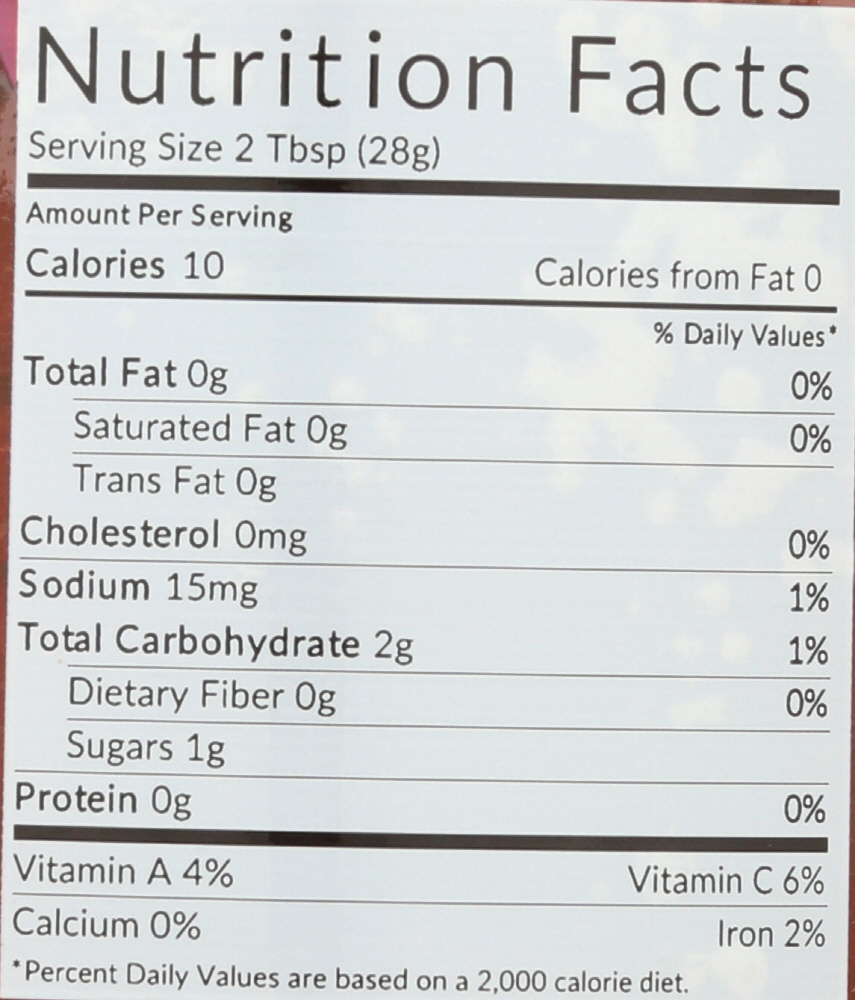 Nutrition Facts
Serving Size 2 Tbsp (28g)
Amount Per Serving
Calories 10 Calories from Fat 0
% Daily Values*
Total Fat 0g 0%
Saturated Fat 0g 0%
Trans Fat 0g
Cholesterol 0mg 0%
Sodium 15mg 1%
Total Carbohydrate 2g 1%
Dietary Fiber 0g 0%
Sugars 1g
Protein 0g 0%
Vitamin A 4% Vitamin C 6%
Calcium 0% Iron 2%
*Percent Daily Values are based on a 2,000 calorie diet.